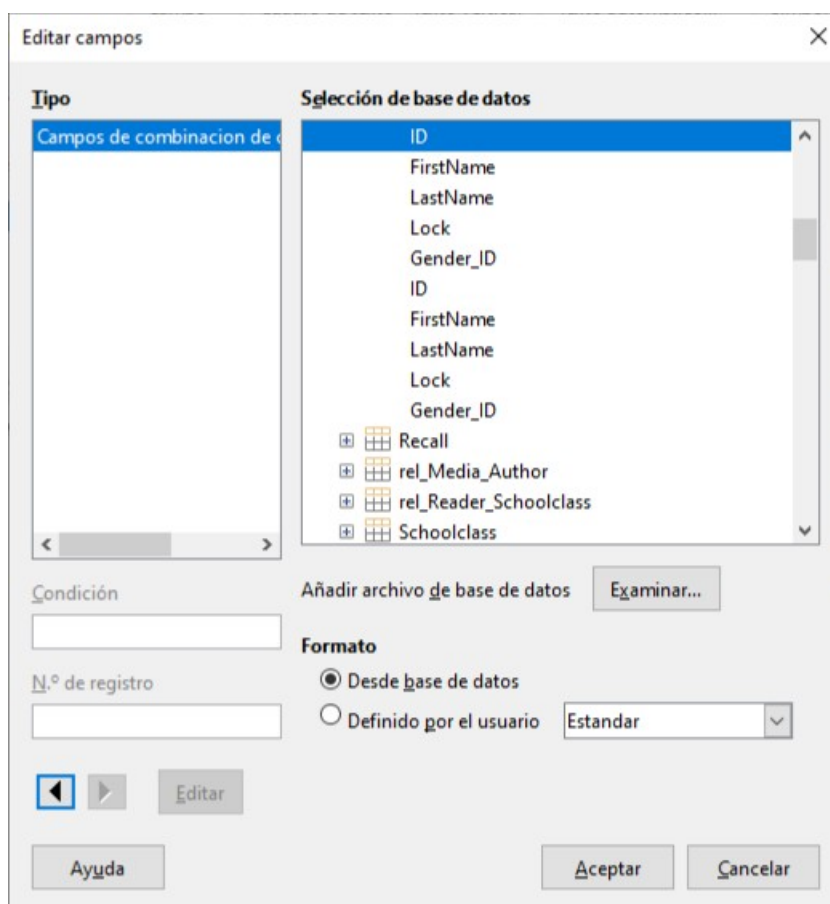 Editar campos
Tipo
Selección de base de datos
Campos de combinacion de
ID
FirstName
LastName
Lock
Gender_ID
ID
FirstName
LastName
Lock
Gender_ID
Recall
rel_Media_Author
rel_Reader_Schoolclass
Schoolclass
Condición
Añadir archivo de base de datos
Examinar...
Formato
N.º de registro
Desde base de datos
Definido por el usuario
Estandar
Editar
Ayuda
Aceptar
Cancelar